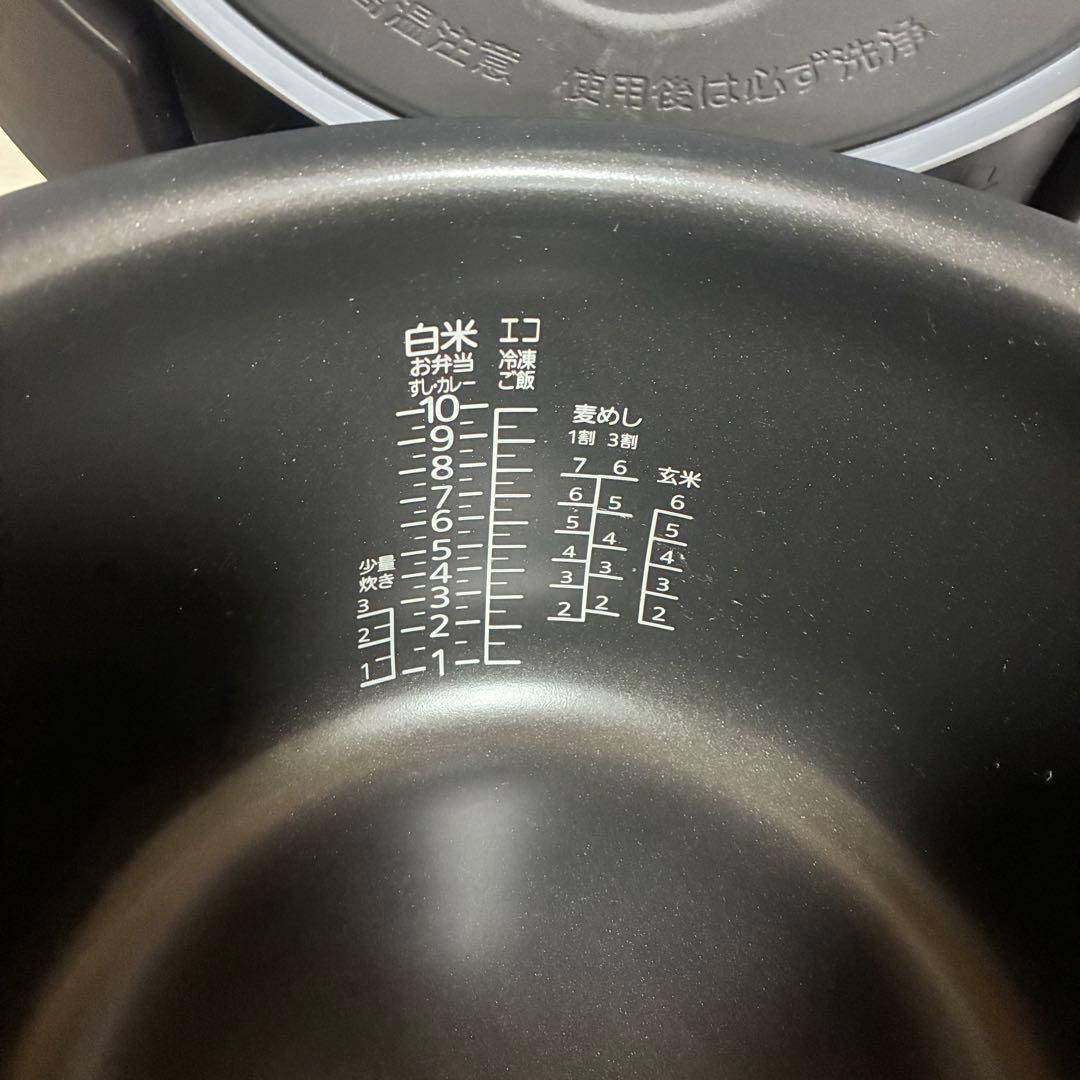 高温注意 使用後は必ず洗浄
白米
お弁当
すし・カレー
10
9
8
7
6
5
4
3
2
1
エコ
冷凍
ご飯
少量
炊き
3
2
1
麦めし
1割 3割
7 6
6 5
5 4
4 3
3 2
2
玄米
6
5
4
3
2